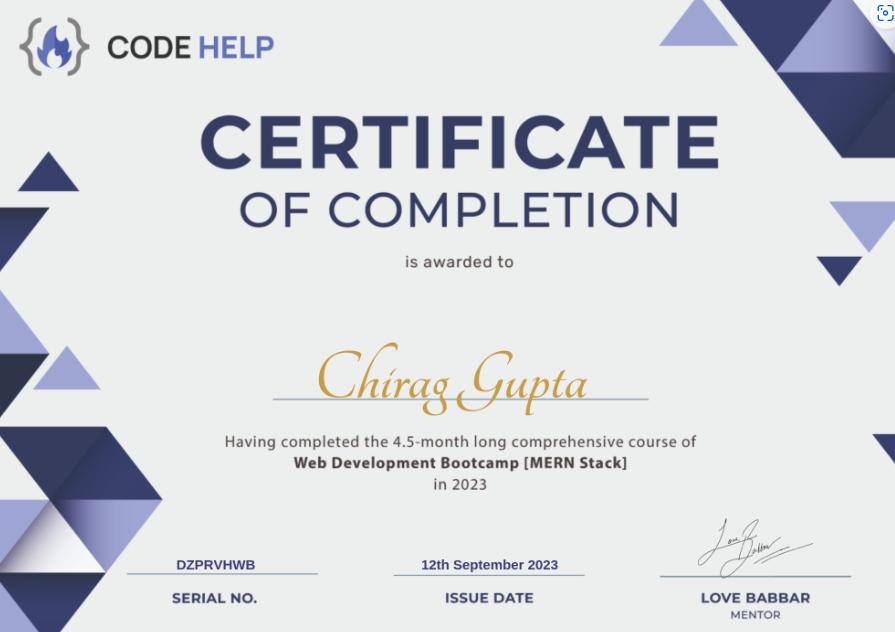 CODE HELP
CERTIFICATE
OF COMPLETION
is awarded to
Chirag Gupta
Having completed the 4.5-month long comprehensive course of
Web Development Bootcamp [MERN Stack]
in 2023
Love Babbar
DZPRVHWB
12th September 2023
SERIAL NO.
ISSUE DATE
LOVE BABBAR
MENTOR